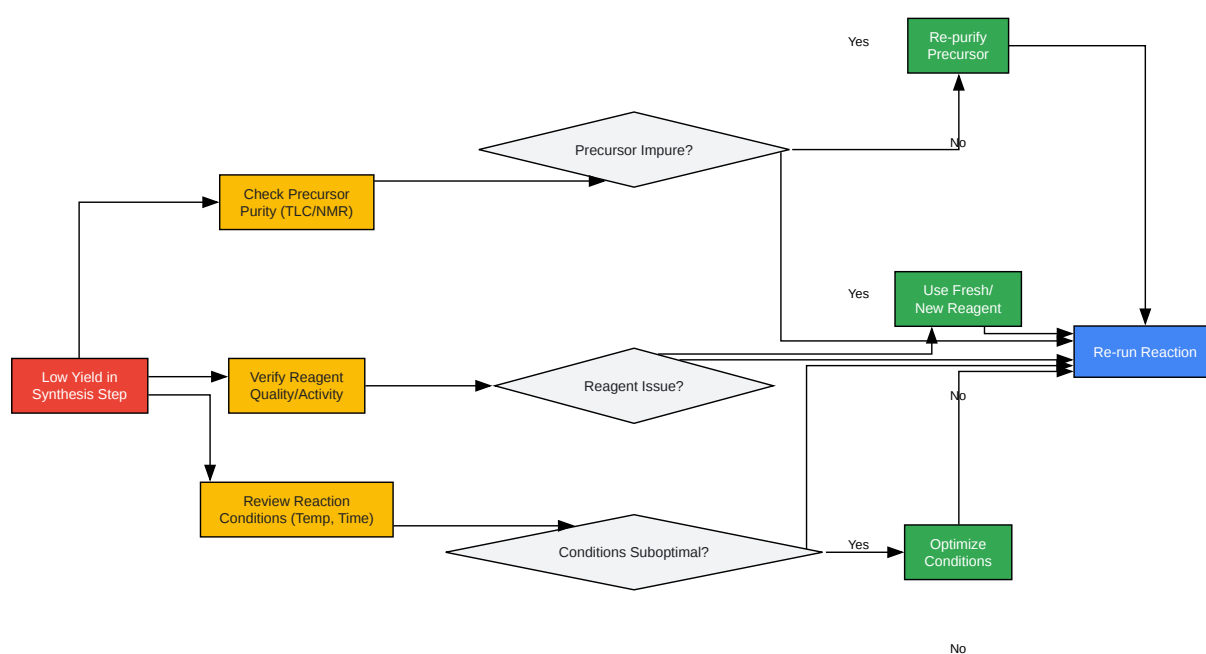 Yes
Re-purify
Precursor
No
Precursor Impure?
Check Precursor
Purity (TLC/NMR)
Yes
Use Fresh/
New Reagent
Re-run Reaction
Low Yield in
Synthesis Step
Verify Reagent
Quality/Activity
Reagent Issue?
No
Review Reaction
Conditions (Temp, Time)
Conditions Suboptimal?
Yes
Optimize
Conditions
No